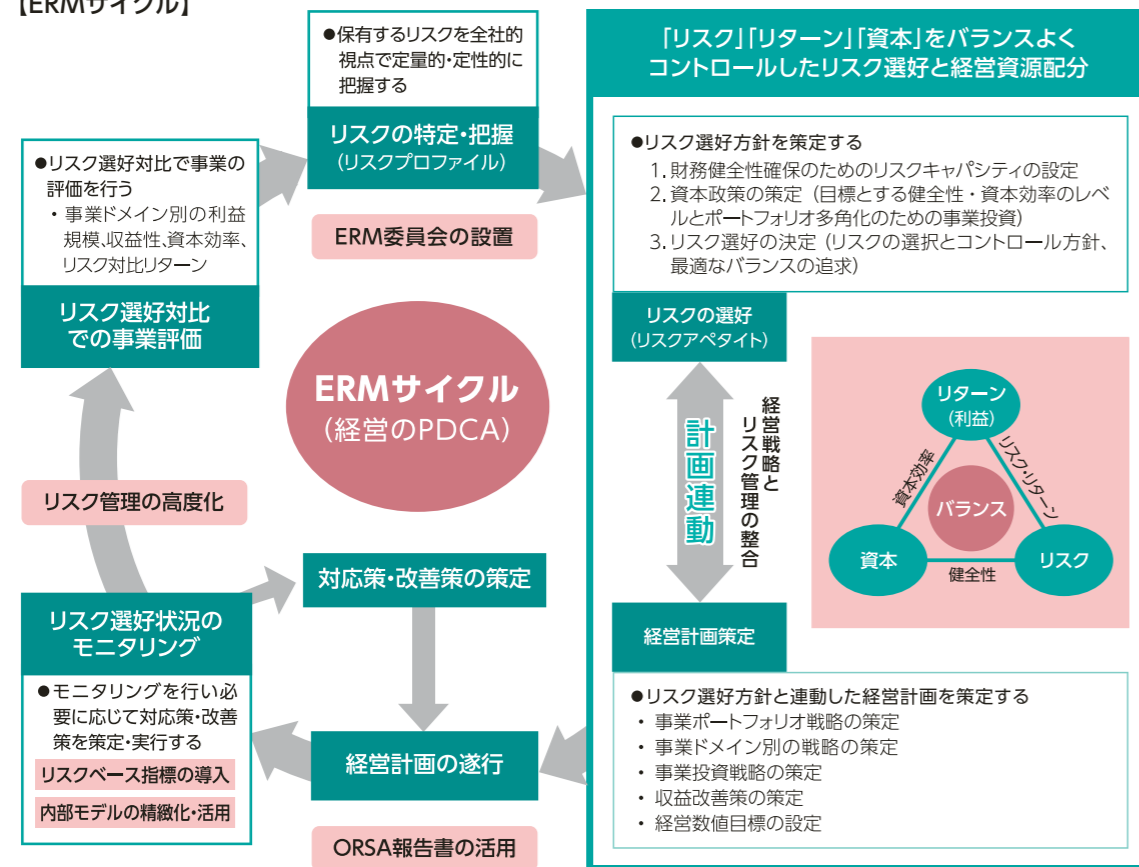 【ERMサイクル】
●保有するリスクを全社的
視点で定量的・定性的に
把握する
リスクの特定・把握
(リスクプロファイル)
ERM委員会の設置
「リスク」「リターン」「資本」をバランスよく
コントロールしたリスク選好と経営資源配分
●リスク選好方針を策定する
1. 財務健全性確保のためのリスクキャパシティの設定
2. 資本政策の策定（目標とする健全性・資本効率のレベ
ルとポートフォリオ多角化のための事業投資）
3. リスク選好の決定（リスクの選択とコントロール方針、
最適なバランスの追求）
リスクの選好
(リスクアペタイト)
計画連動
経営戦略と
リスク管理の整合
リターン
(利益)
資本効率
リスク・リターン
バランス
資本
健全性
リスク
経営計画策定
●リスク選好方針と連動した経営計画を策定する
・ 事業ポートフォリオ戦略の策定
・ 事業ドメイン別の戦略の策定
・ 事業投資戦略の策定
・ 収益改善策の策定
・ 経営数値目標の設定
●リスク選好対比で事業の
評価を行う
・ 事業ドメイン別の利益
規模、収益性、資本効率、
リスク対比リターン
リスク選好対比
での事業評価
ERMサイクル
(経営のPDCA)
リスク管理の高度化
対応策・改善策の策定
リスク選好状況の
モニタリング
●モニタリングを行い必
要に応じて対応策・改善
策を策定・実行する
リスクベース指標の導入
内部モデルの精緻化・活用
経営計画の遂行
ORSA報告書の活用